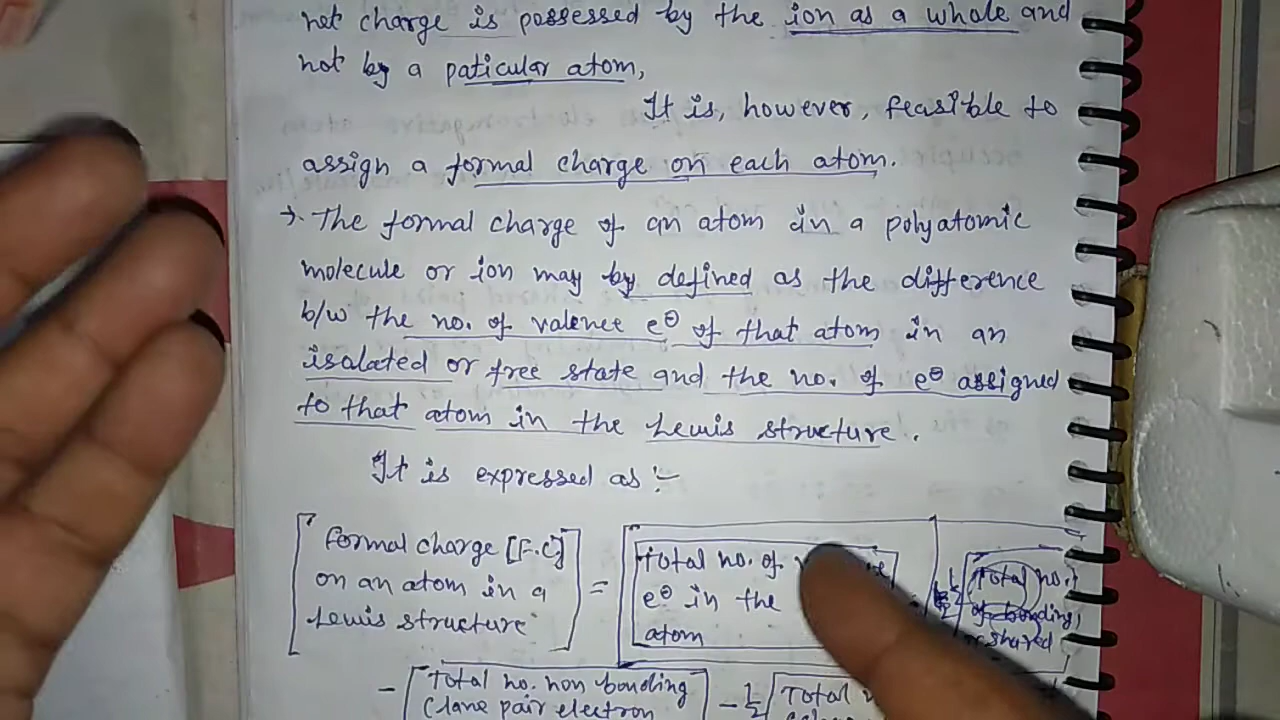 net charge is possessed by the ion as a whole and
not by a paticular atom,
It is, however, feasible to
assign a formal charge on each atom.
→. The formal charge of an atom in a polyatomic
molecule or ion may by defined as the difference
b/w the no. of valence e⊖ of that atom in an
isolated or free state and the no. of e⊖ assigned
to that atom in the Lewis structure.
It is expressed as :-
formal charge [F.C]
on an atom in a
Lewis structure
=
Total no. of
e⊖ in the
atom
Total no.
of bonding
shared
- Total no. non bonding
(lone pair electron
- 1/2 Total